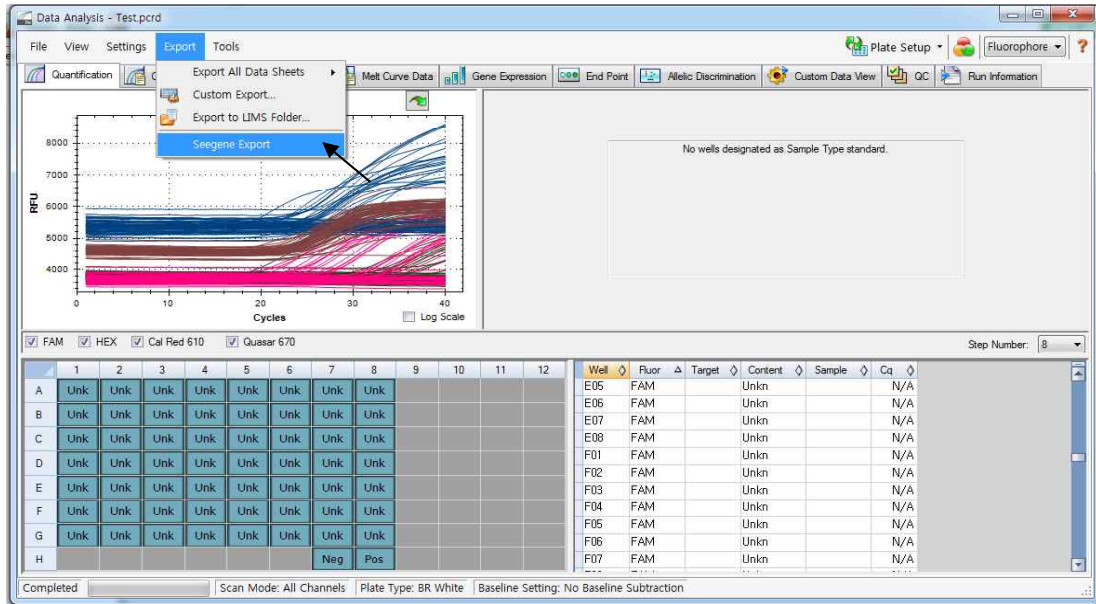 Data Analysis - Test.pcrd
File View Settings Export Tools Plate Setup Fluorophore ?
Quantification Melt Curve Data Gene Expression End Point Allelic Discrimination Custom Data View QC Run Information
Export All Data Sheets
Custom Export...
Export to LIMS Folder...
Seegene Export
No wells designated as Sample Type standard.
RFU
8000
7000
6000
5000
4000
0 10 20 30 40
Cycles
Log Scale
FAM HEX Cal Red 610 Quasar 670 Step Number: 8
1 2 3 4 5 6 7 8 9 10 11 12
A Unk Unk Unk Unk Unk Unk Unk Unk
B Unk Unk Unk Unk Unk Unk Unk Unk
C Unk Unk Unk Unk Unk Unk Unk Unk
D Unk Unk Unk Unk Unk Unk Unk Unk
E Unk Unk Unk Unk Unk Unk Unk Unk
F Unk Unk Unk Unk Unk Unk Unk Unk
G Unk Unk Unk Unk Unk Unk Unk Unk
H Neg Pos
Well Fluor Target Content Sample Cq
E05 FAM Unkn N/A
E06 FAM Unkn N/A
E07 FAM Unkn N/A
E08 FAM Unkn N/A
F01 FAM Unkn N/A
F02 FAM Unkn N/A
F03 FAM Unkn N/A
F04 FAM Unkn N/A
F05 FAM Unkn N/A
F06 FAM Unkn N/A
F07 FAM Unkn N/A
Completed Scan Mode: All Channels Plate Type: BR White Baseline Setting: No Baseline Subtraction